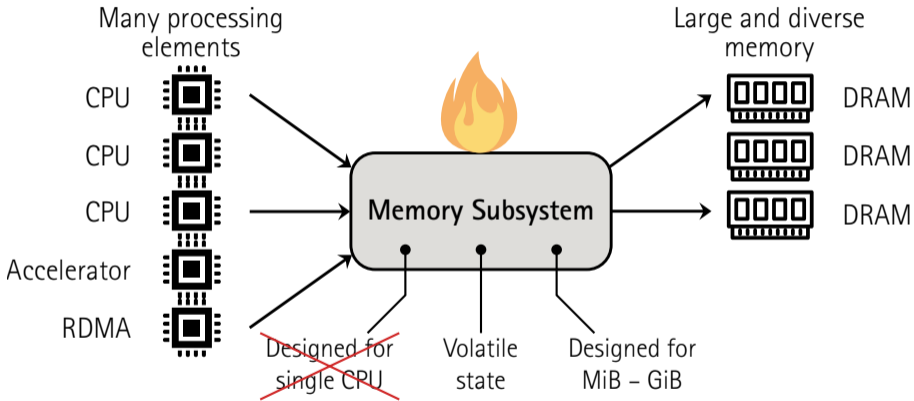 Many processing
elements
Large and diverse
memory
CPU
DRAM
CPU
DRAM
CPU
Memory Subsystem
DRAM
Accelerator
RDMA
Designed for
single CPU
Volatile
state
Designed for
MiB – GiB